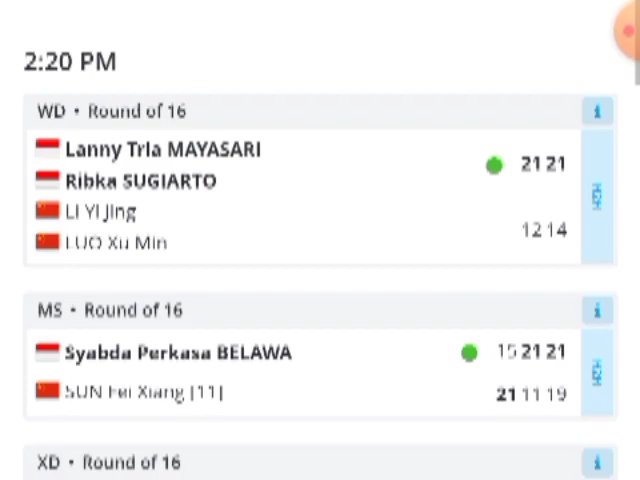 2:20 PM
WD • Round of 16
Lanny Tria MAYASARI
21 21
Ribka SUGIARTO
LI Yi Jing
12 14
LUO Xu Min
H2H
MS • Round of 16
Syabda Perkasa BELAWA
15 21 21
SUN Fei Xiang [11]
21 11 19
H2H
XD • Round of 16